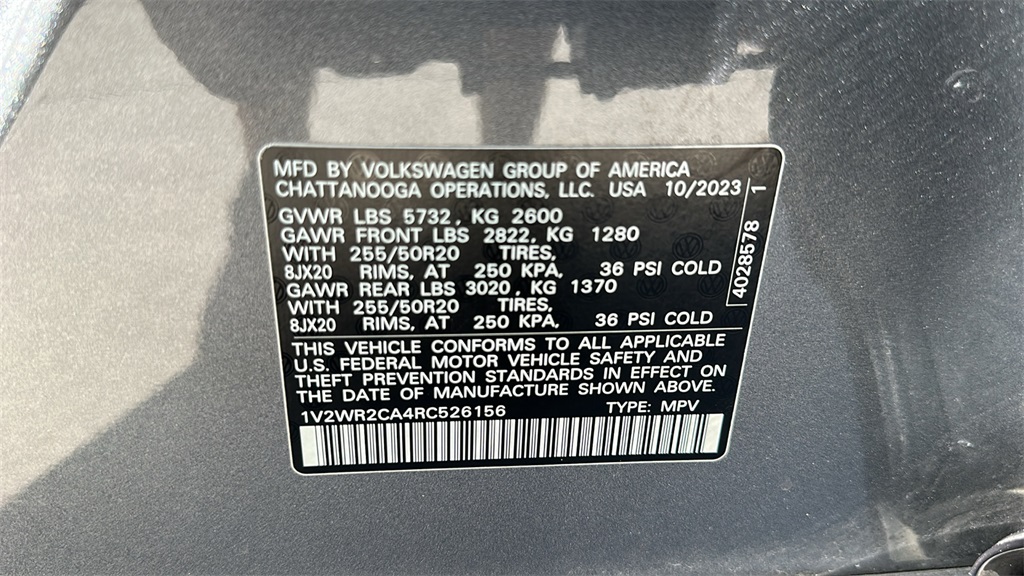 MFD BY VOLKSWAGEN GROUP OF AMERICA
CHATTANOOGA OPERATIONS, LLC. USA 10/2023
GVWR LBS 5732, KG 2600
GAWR FRONT LBS 2822, KG 1280
WITH 255/50R20 TIRES,
8JX20 RIMS, AT 250 KPA, 36 PSI COLD
GAWR REAR LBS 3020, KG 1370
WITH 255/50R20 TIRES,
8JX20 RIMS, AT 250 KPA, 36 PSI COLD
4028578 1
THIS VEHICLE CONFORMS TO ALL APPLICABLE
U.S. FEDERAL MOTOR VEHICLE SAFETY AND
THEFT PREVENTION STANDARDS IN EFFECT ON
THE DATE OF MANUFACTURE SHOWN ABOVE.
1V2WR2CA4RC526156 TYPE: MPV